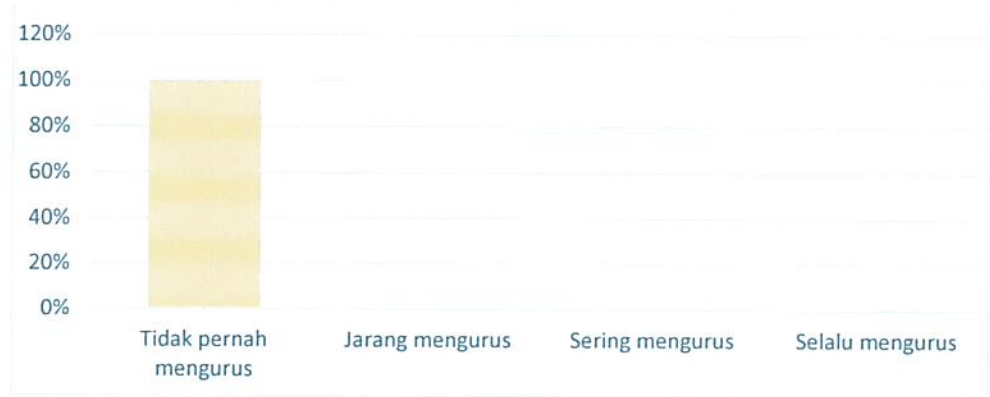 120%
100%
80%
60%
40%
20%
0%
Tidak pernah
mengurus
Jarang mengurus
Sering mengurus
Selalu mengurus